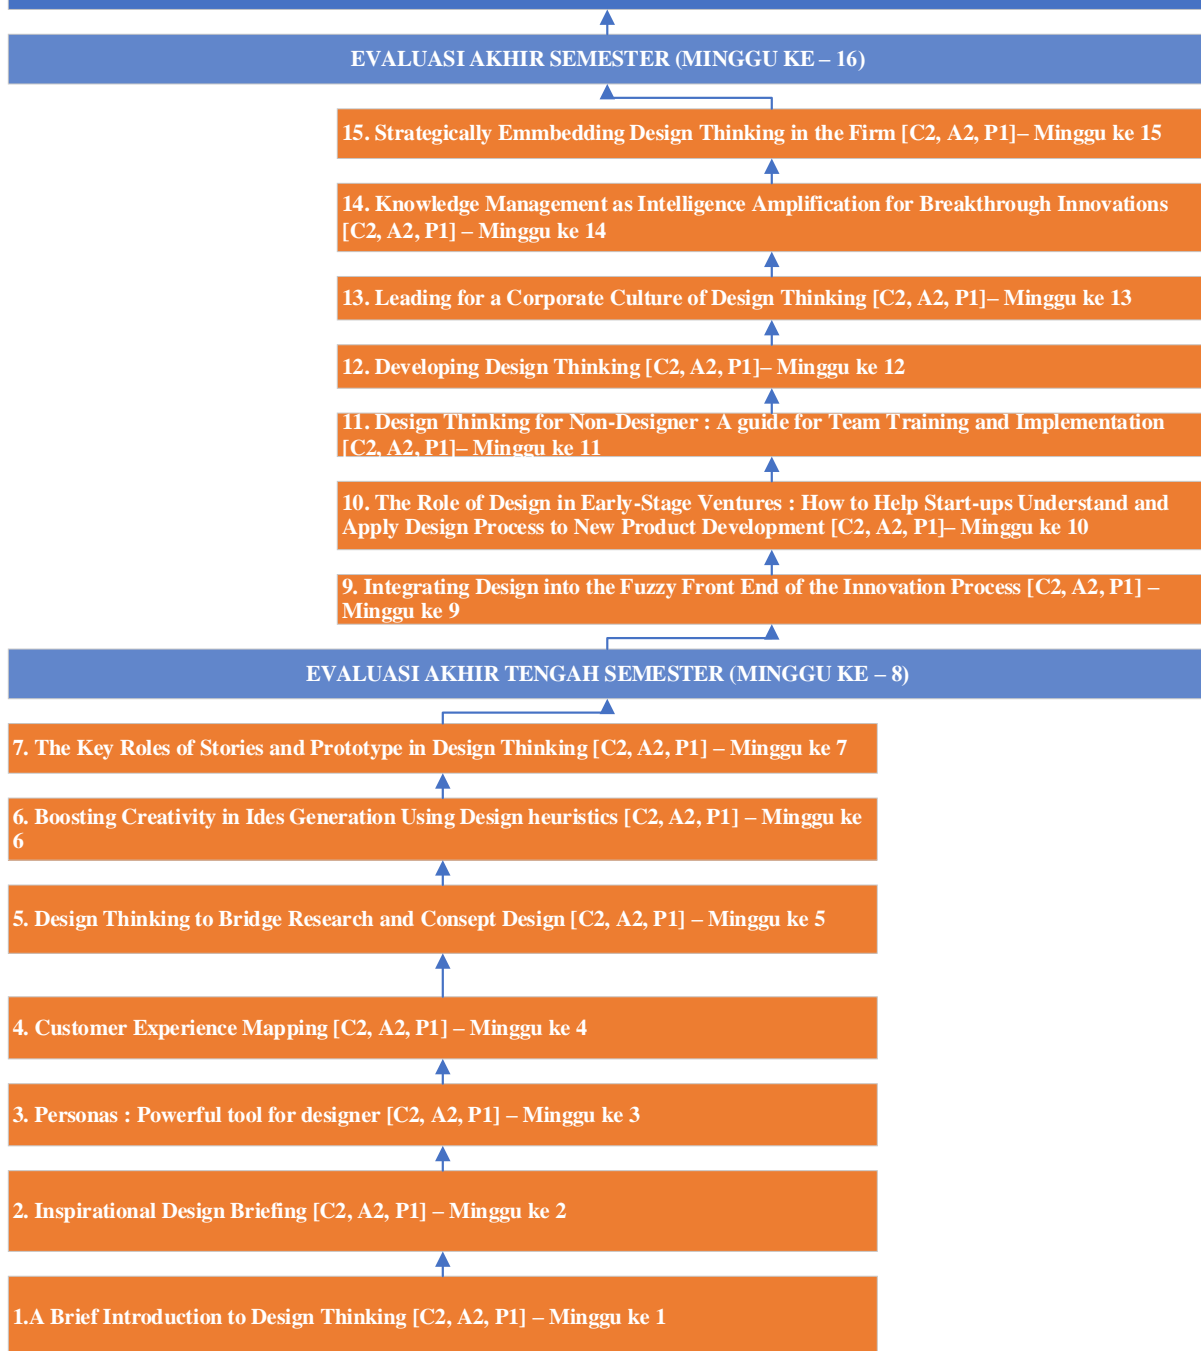 EVALUASI AKHIR SEMESTER (MINGGU KE – 16)
15. Strategically Emmbedding Design Thinking in the Firm [C2, A2, P1]– Minggu ke 15
14. Knowledge Management as Intelligence Amplification for Breakthrough Innovations
[C2, A2, P1] – Minggu ke 14
13. Leading for a Corporate Culture of Design Thinking [C2, A2, P1]– Minggu ke 13
12. Developing Design Thinking [C2, A2, P1]– Minggu ke 12
11. Design Thinking for Non-Designer : A guide for Team Training and Implementation
[C2, A2, P1]– Minggu ke 11
10. The Role of Design in Early-Stage Ventures : How to Help Start-ups Understand and
Apply Design Process to New Product Development [C2, A2, P1]– Minggu ke 10
9. Integrating Design into the Fuzzy Front End of the Innovation Process [C2, A2, P1] –
Minggu ke 9
EVALUASI AKHIR TENGAH SEMESTER (MINGGU KE – 8)
7. The Key Roles of Stories and Prototype in Design Thinking [C2, A2, P1] – Minggu ke 7
6. Boosting Creativity in Ides Generation Using Design heuristics [C2, A2, P1] – Minggu ke
6
5. Design Thinking to Bridge Research and Consept Design [C2, A2, P1] – Minggu ke 5
4. Customer Experience Mapping [C2, A2, P1] – Minggu ke 4
3. Personas : Powerful tool for designer [C2, A2, P1] – Minggu ke 3
2. Inspirational Design Briefing [C2, A2, P1] – Minggu ke 2
1.A Brief Introduction to Design Thinking [C2, A2, P1] – Minggu ke 1